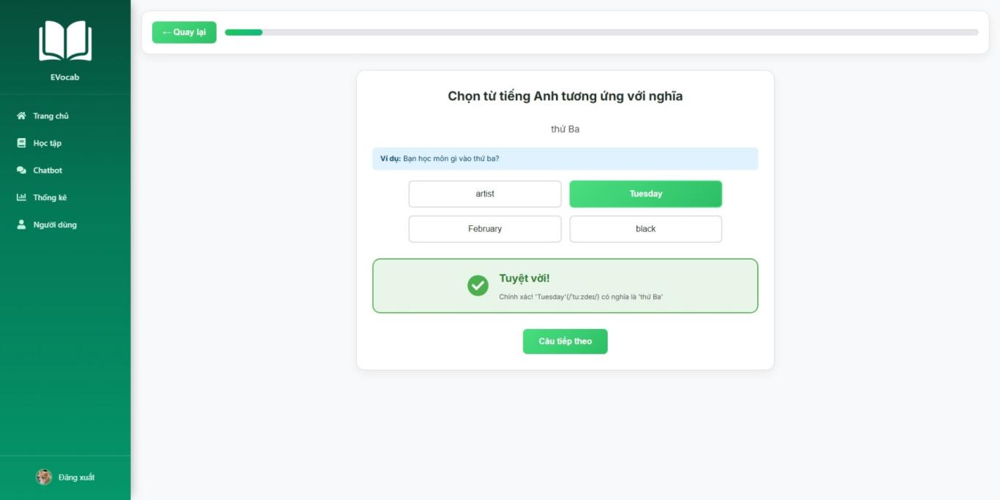 EVocab
Trang chủ
Học tập
Chatbot
Thống kê
Người dùng
Đăng xuất
← Quay lại
Chọn từ tiếng Anh tương ứng với nghĩa
thứ Ba
Ví dụ: Bạn học môn gì vào thứ ba?
artist
Tuesday
February
black
Tuyệt vời!
Chính xác! 'Tuesday'(/ˈtuːzdeɪ/) có nghĩa là 'thứ Ba'
Câu tiếp theo